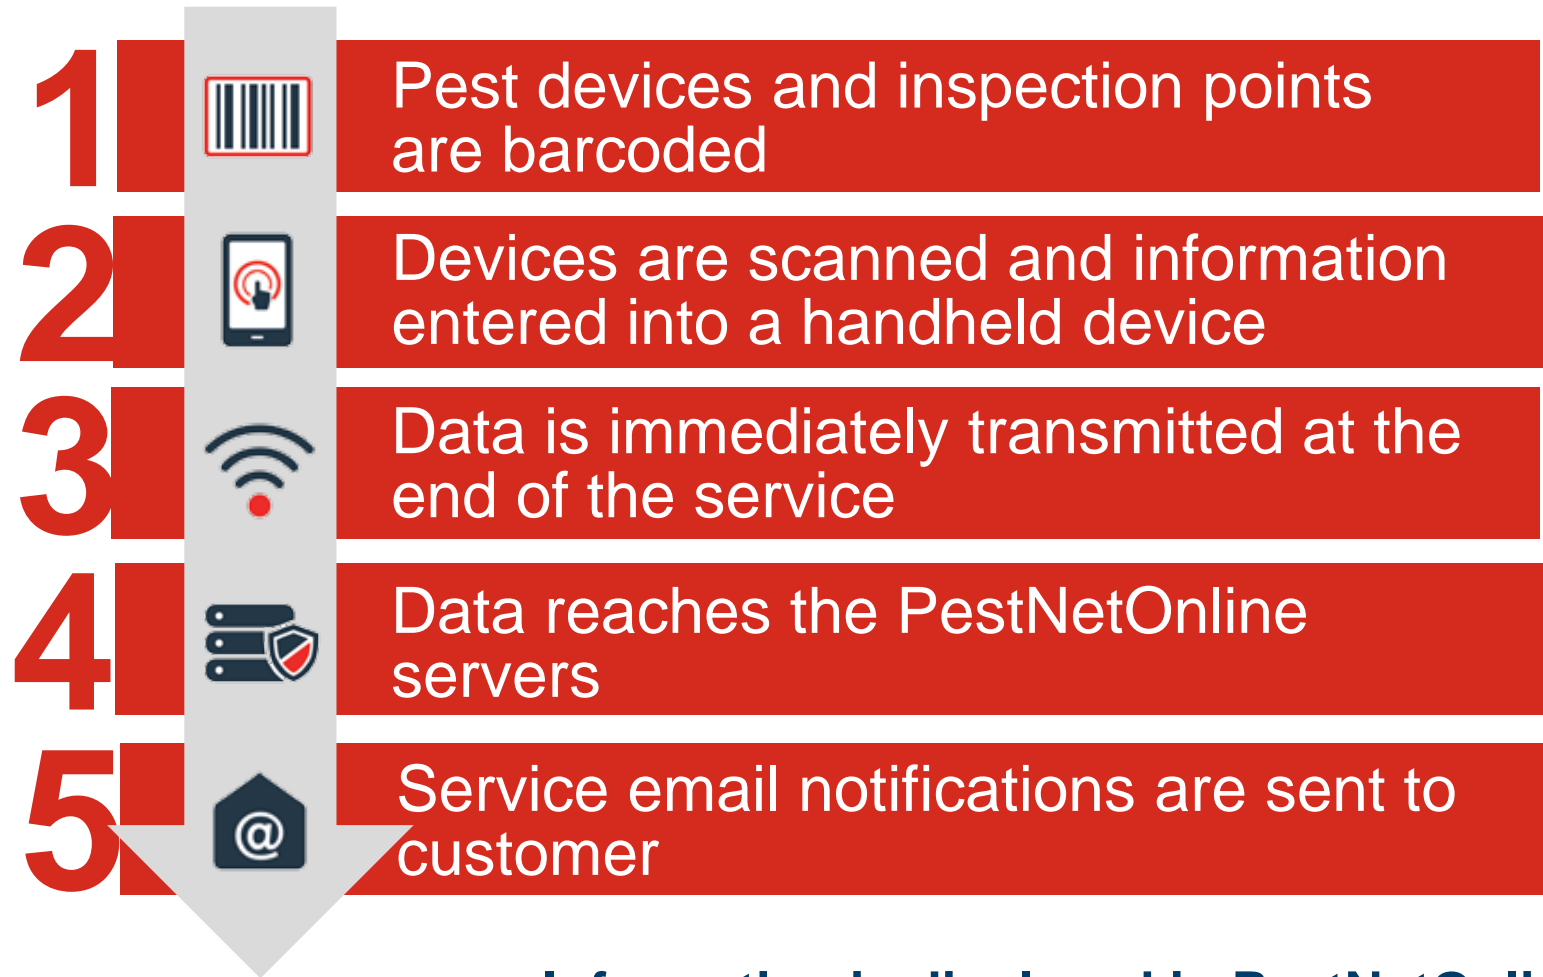 1
Pest devices and inspection points
are barcoded
2
Devices are scanned and information
entered into a handheld device
3
Data is immediately transmitted at the
end of the service
4
Data reaches the PestNetOnline
servers
5
Service email notifications are sent to
customer
@